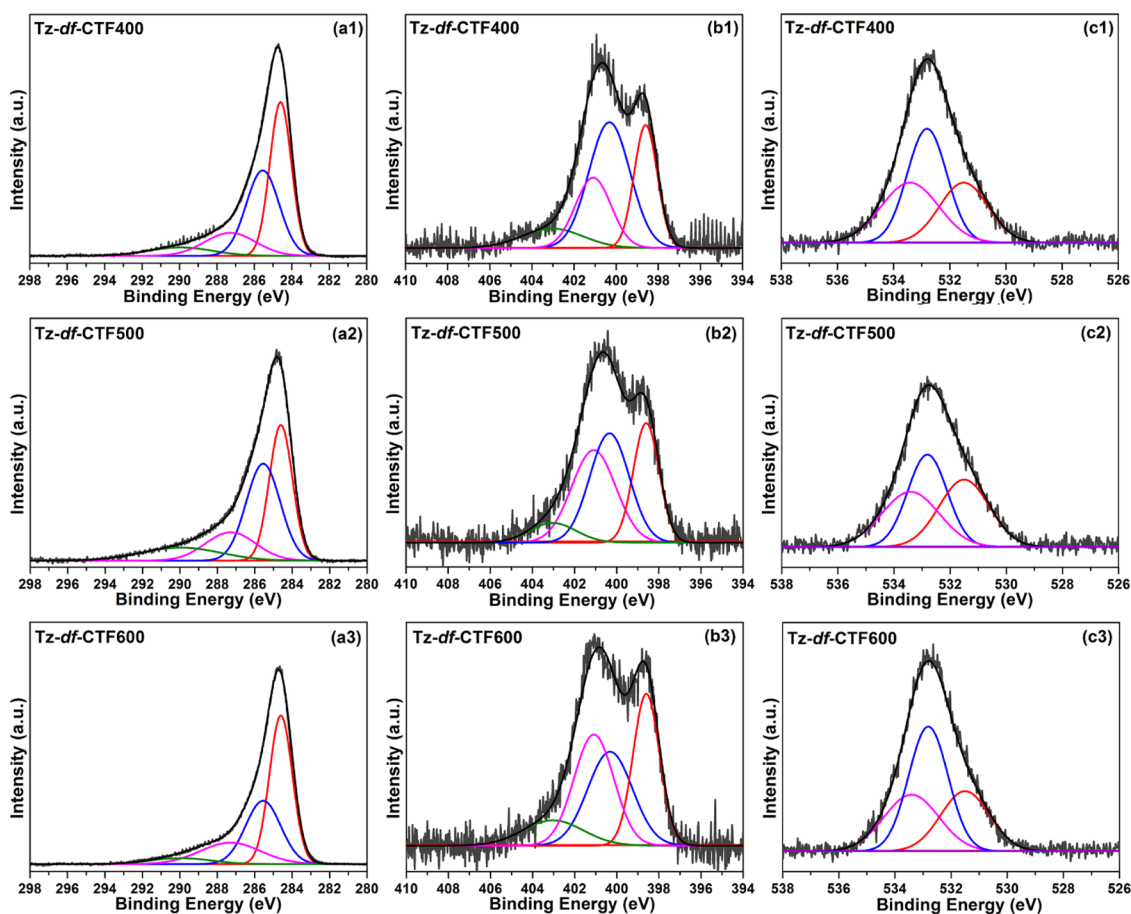 Tz-df-CTF400 (a1)
Intensity (a.u.)
298 296 294 292 290 288 286 284 282 280
Binding Energy (eV)
Tz-df-CTF400 (b1)
Intensity (a.u.)
410 408 406 404 402 400 398 396 394
Binding Energy (eV)
Tz-df-CTF400 (c1)
Intensity (a.u.)
538 536 534 532 530 528 526
Binding Energy (eV)
Tz-df-CTF500 (a2)
Intensity (a.u.)
298 296 294 292 290 288 286 284 282 280
Binding Energy (eV)
Tz-df-CTF500 (b2)
Intensity (a.u.)
410 408 406 404 402 400 398 396 394
Binding Energy (eV)
Tz-df-CTF500 (c2)
Intensity (a.u.)
538 536 534 532 530 528 526
Binding Energy (eV)
Tz-df-CTF600 (a3)
Intensity (a.u.)
298 296 294 292 290 288 286 284 282 280
Binding Energy (eV)
Tz-df-CTF600 (b3)
Intensity (a.u.)
410 408 406 404 402 400 398 396 394
Binding Energy (eV)
Tz-df-CTF600 (c3)
Intensity (a.u.)
538 536 534 532 530 528 526
Binding Energy (eV)